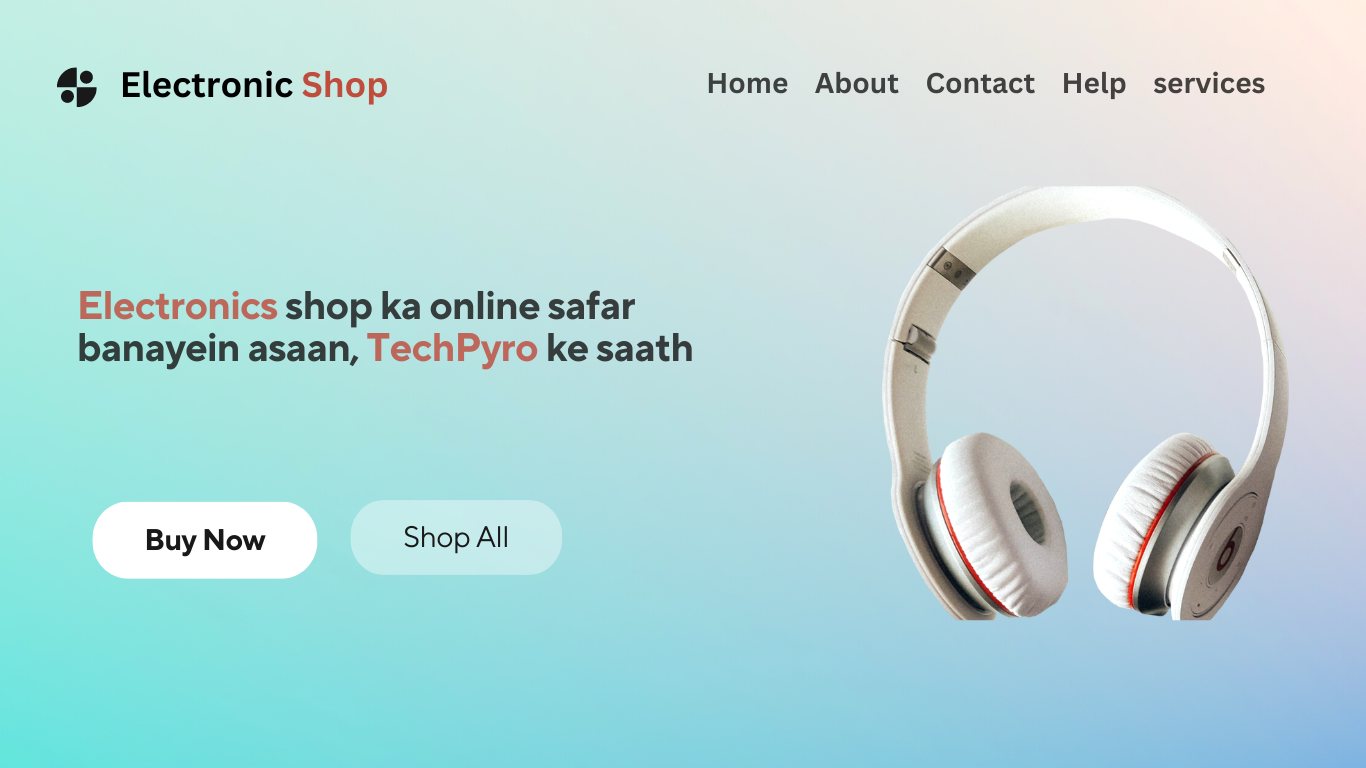 Electronic Shop
Home About Contact Help services
Electronics shop ka online safar
banayein asaan, TechPyro ke saath
Buy Now
Shop All